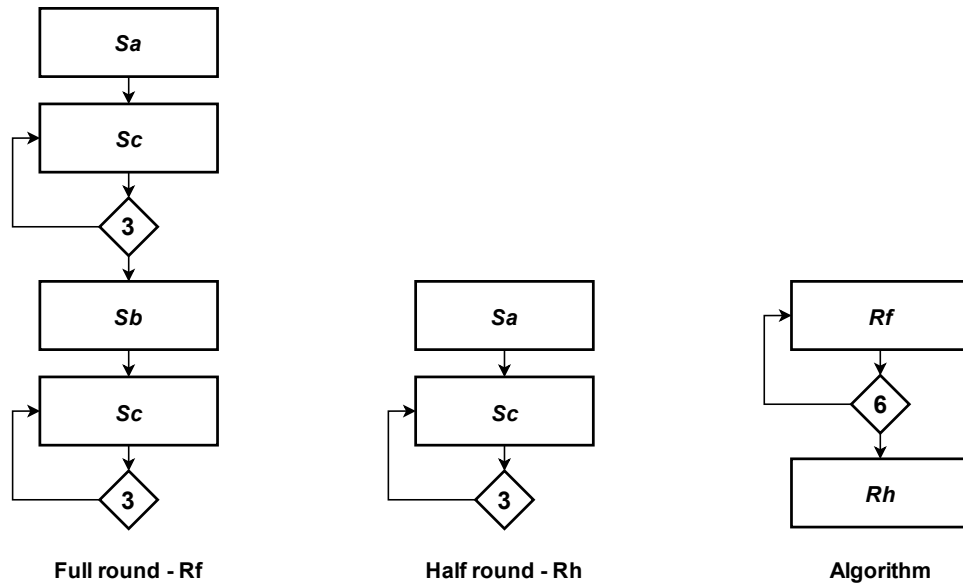 Sa
Sc
3
Sb
Sc
3
Full round - Rf
Sa
Sc
3
Half round - Rh
Rf
6
Rh
Algorithm